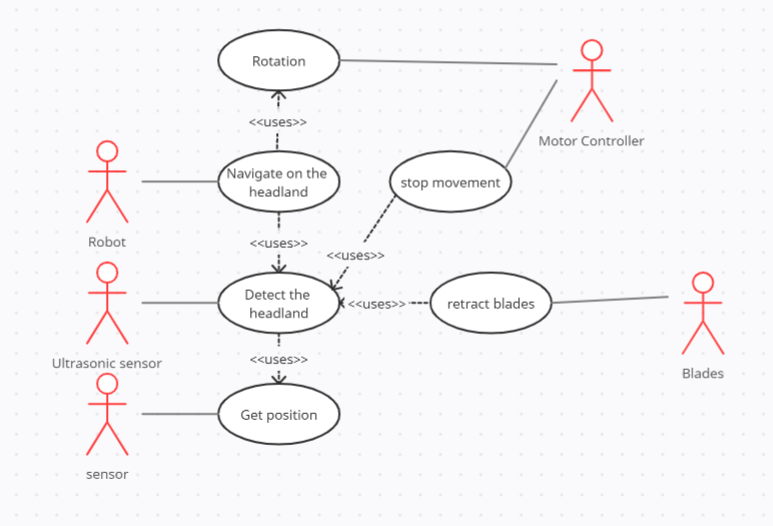 Rotation
Motor Controller
<<uses>>
Navigate on the
headland
stop movement
Robot
<<uses>>
<<uses>>
Detect the
headland
<<uses>>
retract blades
Ultrasonic sensor
<<uses>>
Blades
Get position
sensor